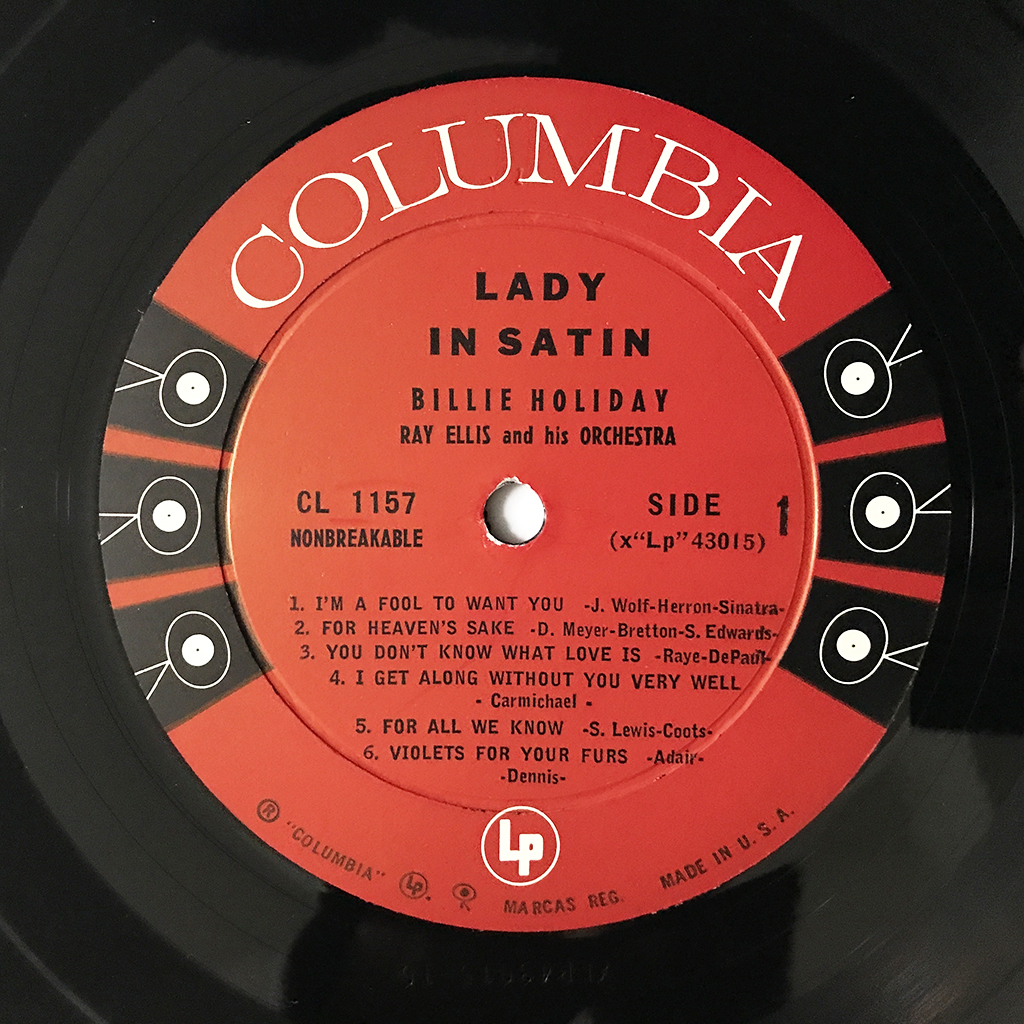 COLUMBIA
LADY
IN SATIN
BILLIE HOLIDAY
RAY ELLIS and his ORCHESTRA
CL 1157
NONBREAKABLE
SIDE 1
(x“Lp”43015)
1. I'M A FOOL TO WANT YOU -J. Wolf-Herron-Sinatra-
2. FOR HEAVEN'S SAKE -D. Meyer-Bretton-S. Edwards-
3. YOU DON'T KNOW WHAT LOVE IS -Raye-DePaul-
4. I GET ALONG WITHOUT YOU VERY WELL
- Carmichael -
5. FOR ALL WE KNOW -S. Lewis-Coots-
6. VIOLETS FOR YOUR FURS -Adair-
-Dennis-
Lp
® "COLUMBIA" Lp. MARCAS REG. MADE IN U. S. A.